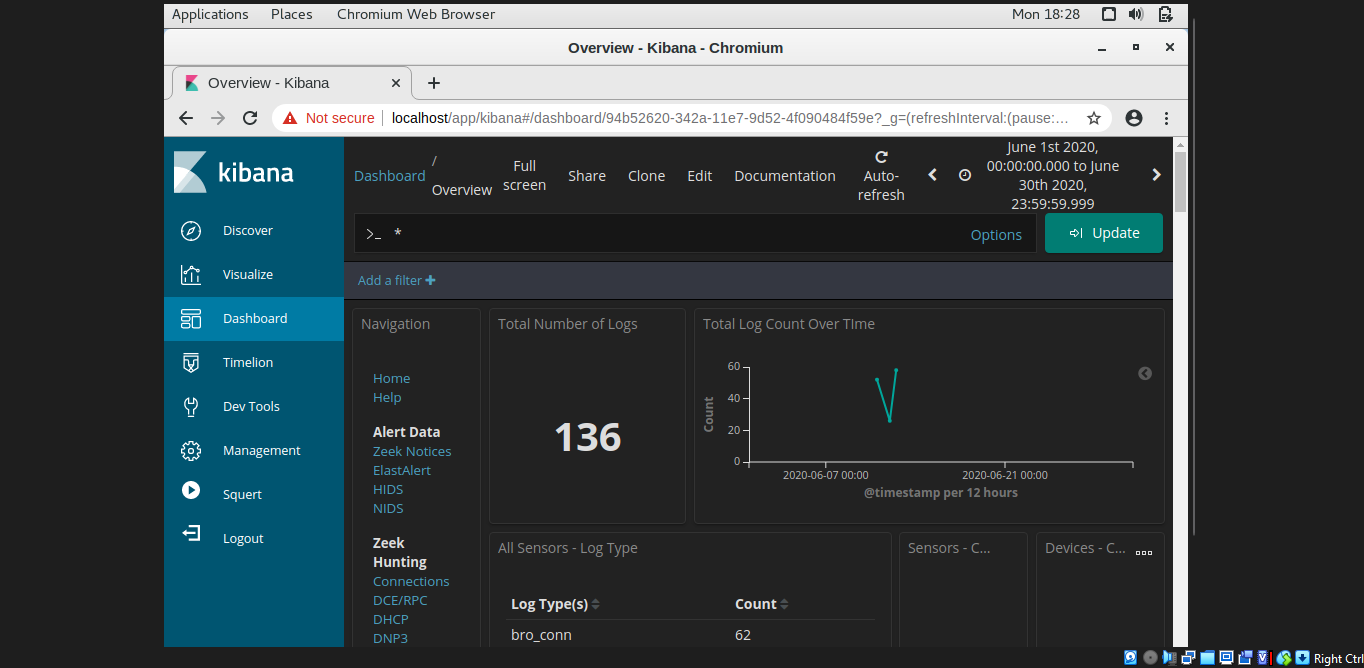 Applications Places Chromium Web Browser Mon 18:28
Overview - Kibana - Chromium
Overview - Kibana
Not secure localhost/app/kibana#/dashboard/94b52620-342a-11e7-9d52-4f090484f59e?_g=(refreshInterval:(pause:...
kibana
Discover
Visualize
Dashboard
Timelion
Dev Tools
Management
Squert
Logout
Dashboard / Overview
Full screen
Share
Clone
Edit
Documentation
Auto-refresh
June 1st 2020,
00:00:00.000 to June
30th 2020,
23:59:59.999
>_ *
Options
Update
Add a filter +
Navigation
Home
Help
Alert Data
Zeek Notices
ElastAlert
HIDS
NIDS
Zeek
Hunting
Connections
DCE/RPC
DHCP
DNP3
Total Number of Logs
136
Total Log Count Over TIme
60
40
20
0
Count
2020-06-07 00:00 2020-06-21 00:00
@timestamp per 12 hours
All Sensors - Log Type
Log Type(s) Count
bro_conn 62
Sensors - C...
Devices - C...
Right Ctrl